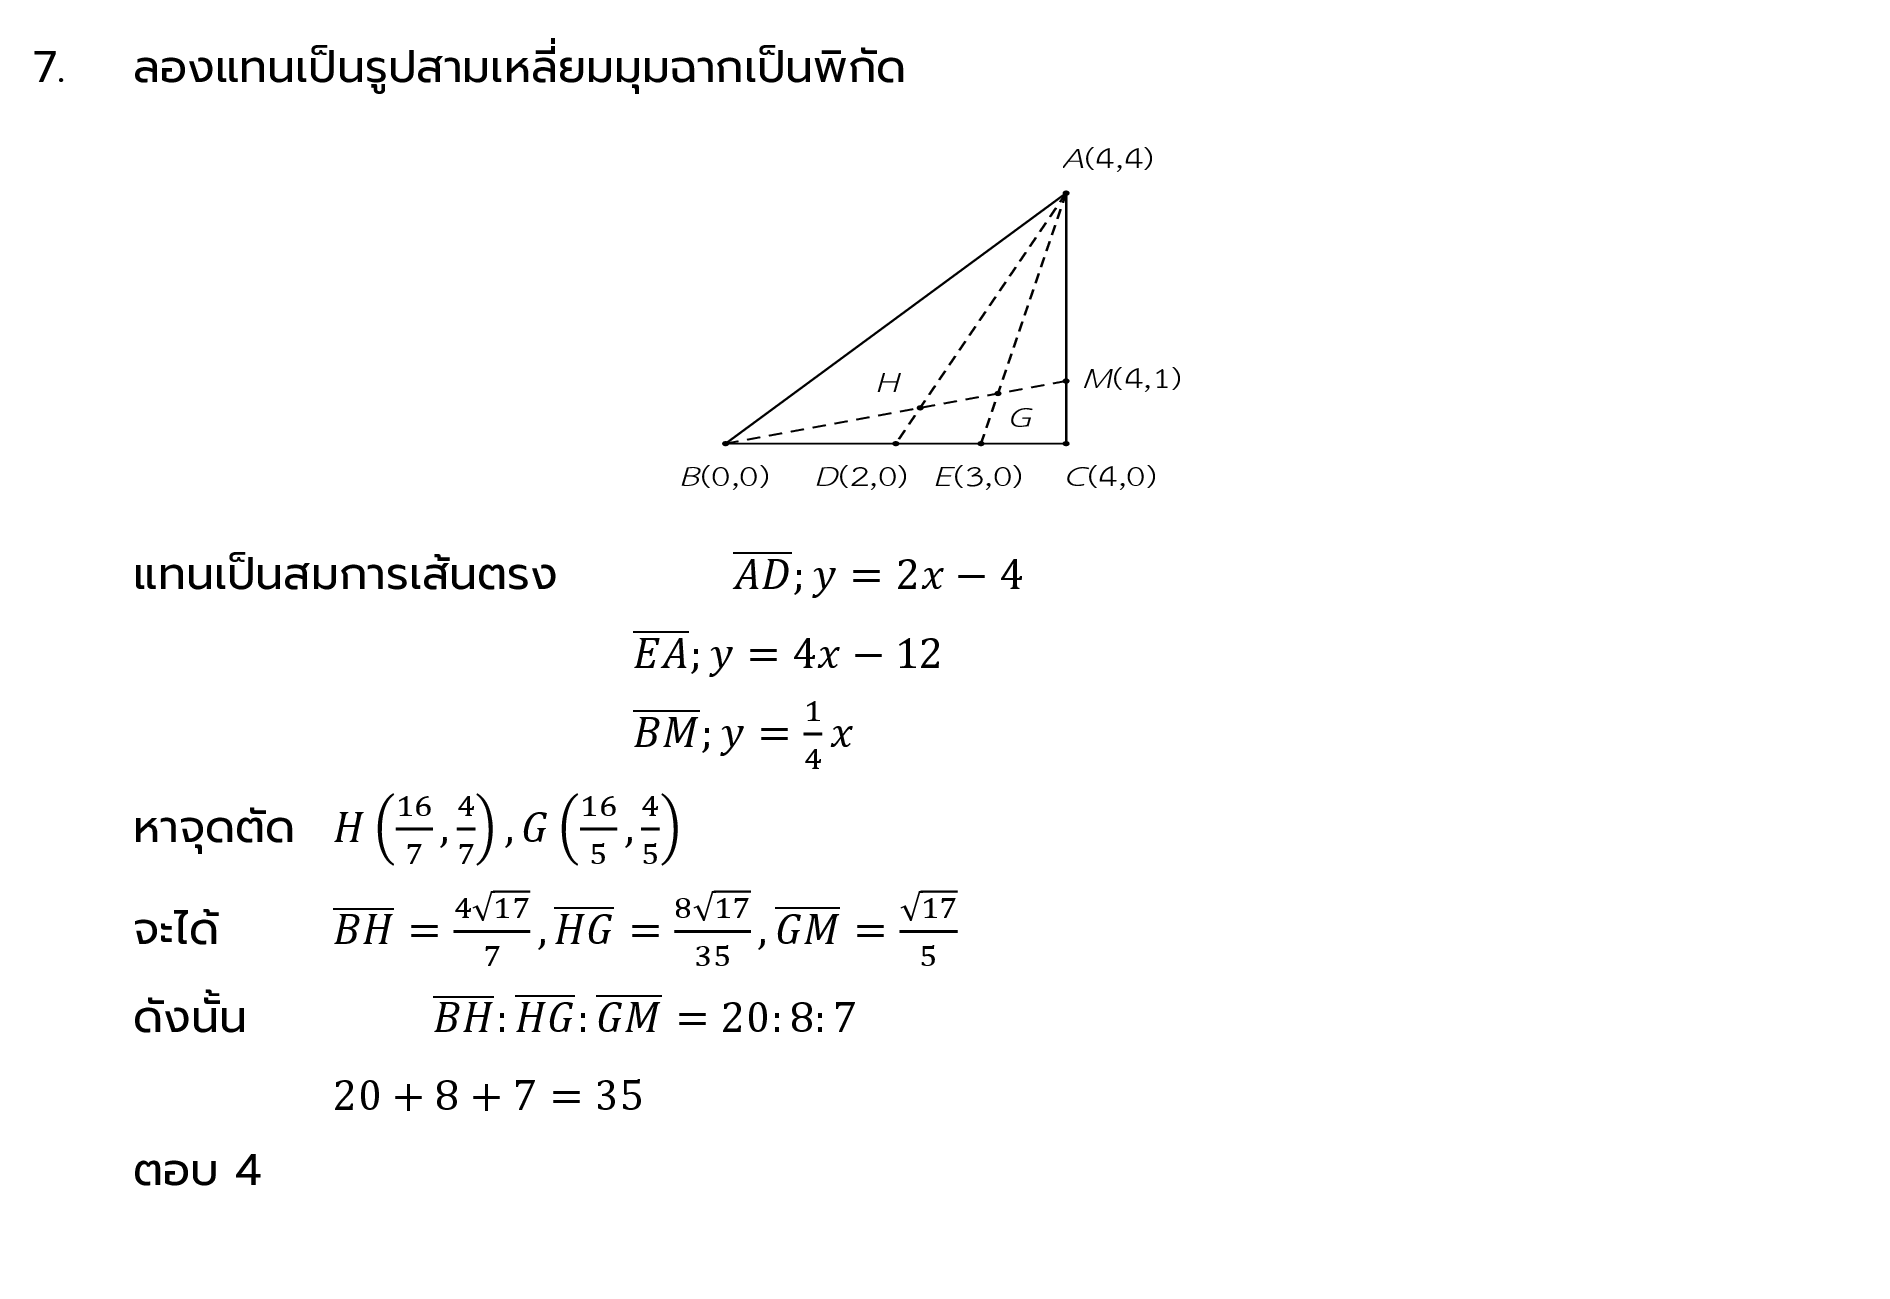 7. ลองแทนเป็นรูปสามเหลี่ยมมุมฉากเป็นพิกัด
A(4,4)
H
M(4,1)
G
B(0,0) D(2,0) E(3,0) C(4,0)
แทนเป็นสมการเส้นตรง $\overline{AD}; y = 2x - 4$
$\overline{EA}; y = 4x - 12$
$\overline{BM}; y = \frac{1}{4}x$
หาจุดตัด $H\left(\frac{16}{7}, \frac{4}{7}\right), G\left(\frac{16}{5}, \frac{4}{5}\right)$
จะได้ $\overline{BH} = \frac{4\sqrt{17}}{7}, \overline{HG} = \frac{8\sqrt{17}}{35}, \overline{GM} = \frac{\sqrt{17}}{5}$
ดังนั้น $\overline{BH}: \overline{HG}: \overline{GM} = 20: 8: 7$
20 + 8 + 7 = 35
ตอบ 4